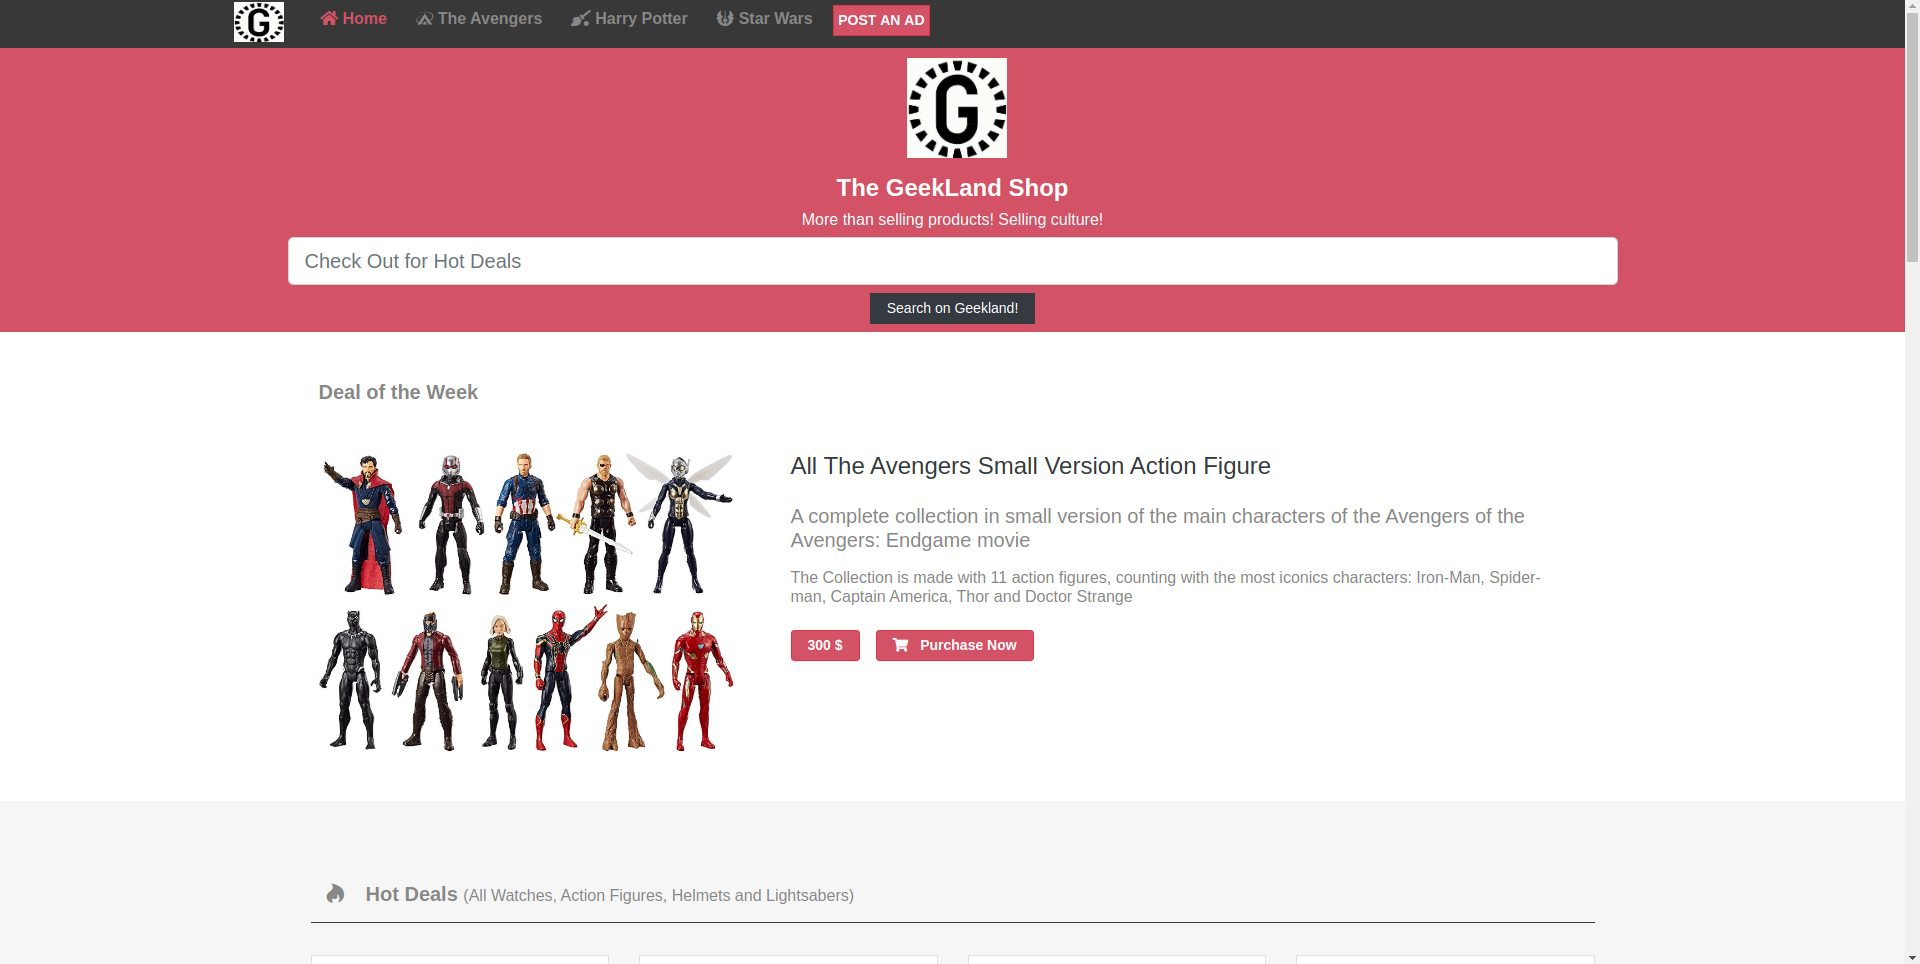 G
Home
The Avengers
Harry Potter
Star Wars
POST AN AD
G
The GeekLand Shop
More than selling products! Selling culture!
Check Out for Hot Deals
Search on Geekland!
Deal of the Week
All The Avengers Small Version Action Figure
A complete collection in small version of the main characters of the Avengers of the
Avengers: Endgame movie
The Collection is made with 11 action figures, counting with the most iconics characters: Iron-Man, Spider-
man, Captain America, Thor and Doctor Strange
300 $
Purchase Now
Hot Deals (All Watches, Action Figures, Helmets and Lightsabers)